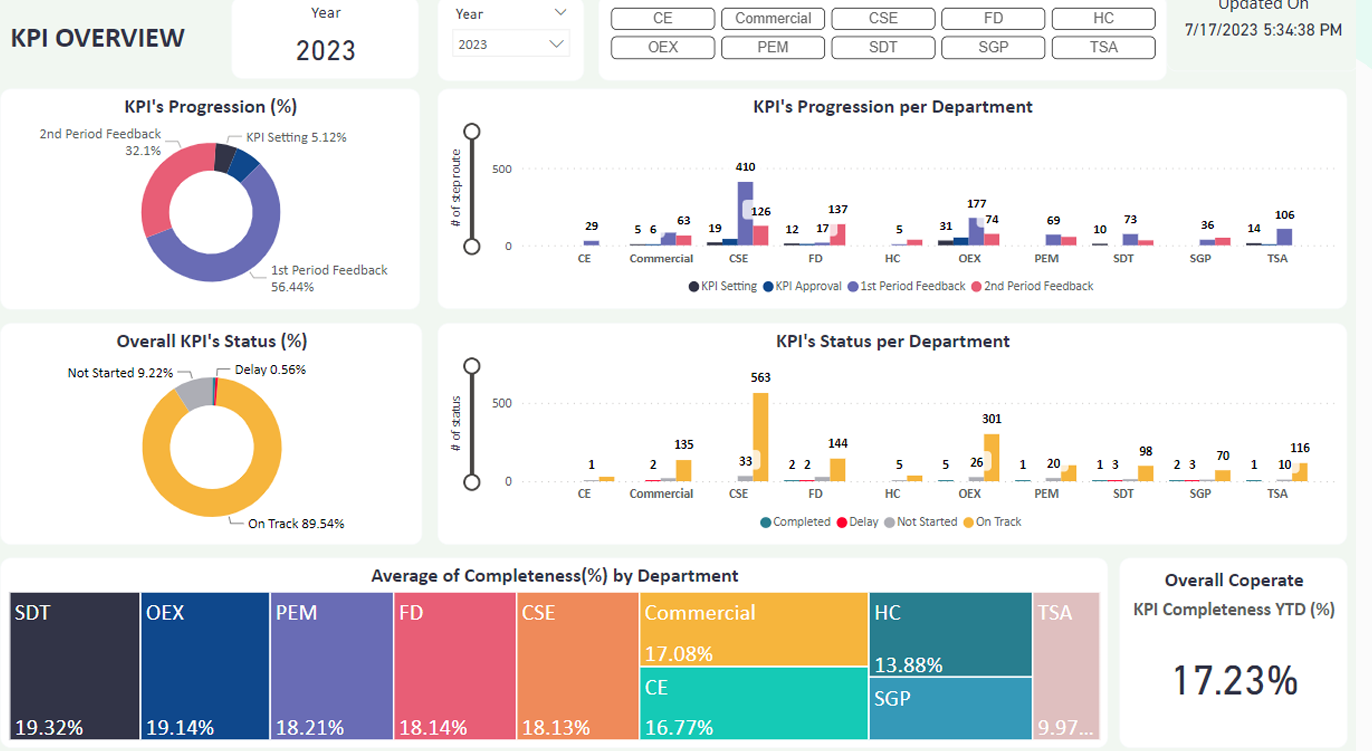 KPI OVERVIEW
Year
2023
Year
2023
CE
Commercial
CSE
FD
HC
OEX
PEM
SDT
SGP
TSA
Updated On
7/17/2023 5:34:38 PM
KPI's Progression (%)
2nd Period Feedback
32.1%
KPI Setting 5.12%
1st Period Feedback
56.44%
KPI's Progression per Department
# of step route
500
0
29
5 6 63
19 410 126
12 17 137
5
31 177 74
69
10 73
36
14 106
CE Commercial CSE FD HC OEX PEM SDT SGP TSA
KPI Setting KPI Approval 1st Period Feedback 2nd Period Feedback
Overall KPI's Status (%)
Not Started 9.22%
Delay 0.56%
On Track 89.54%
KPI's Status per Department
# of status
500
0
1
2 135
33 563
2 2 144
5
5 26 301
1 20
1 3 98
2 3 70
1 10 116
CE Commercial CSE FD HC OEX PEM SDT SGP TSA
Completed Delay Not Started On Track
Average of Completeness(%) by Department
SDT
19.32%
OEX
19.14%
PEM
18.21%
FD
18.14%
CSE
18.13%
Commercial
17.08%
CE
16.77%
HC
13.88%
SGP
TSA
9.97...
Overall Coperate
KPI Completeness YTD (%)
17.23%